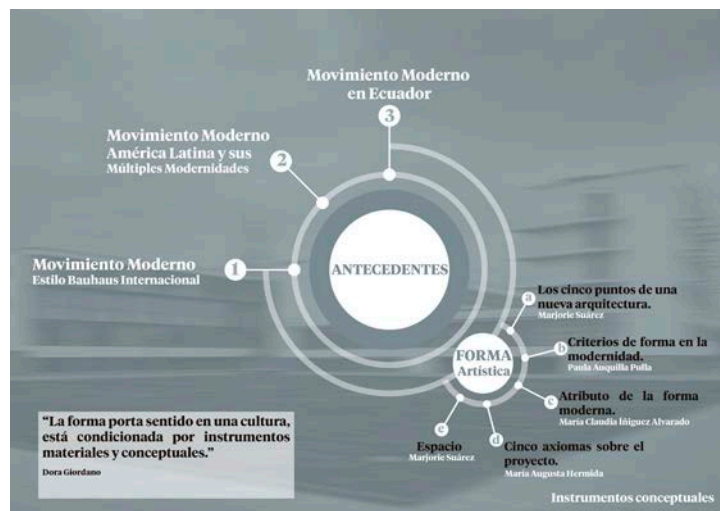 Movimiento Moderno
en Ecuador
3
Movimiento Moderno
América Latina y sus
Múltiples Modernidades
2
Movimiento Moderno
Estilo Bauhaus Internacional
1
ANTECEDENTES
a
Los cinco puntos de una
nueva arquitectura.
Marjorie Suárez
FORMA
Artística
b
Criterios de forma en la
modernidad.
Paula Auquilla Pulla
c
Atributo de la forma
moderna.
María Claudia Iñiguez Alvarado
d
Cinco axiomas sobre el
proyecto.
María Augusta Hermida
e
Espacio
Marjorie Suárez
“La forma porta sentido en una cultura,
está condicionada por instrumentos
materiales y conceptuales.”
Dora Giordano
Instrumentos conceptuales